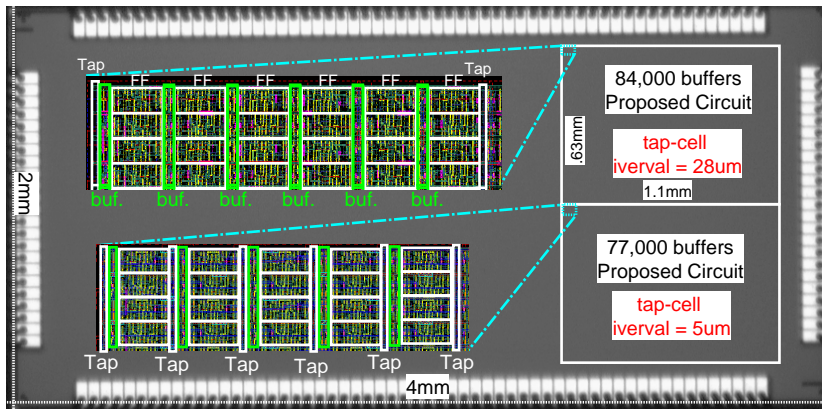 Tap FF FF FF FF FF FF Tap
buf. buf. buf. buf. buf. buf.
84,000 buffers
Proposed Circuit
tap-cell
iverval = 28um
.63mm
1.1mm
2mm
77,000 buffers
Proposed Circuit
tap-cell
iverval = 5um
Tap Tap Tap Tap Tap Tap
4mm